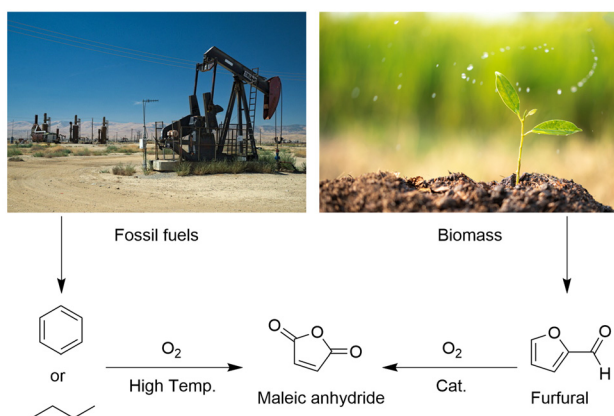 Fossil fuels
Biomass
O
O
O
O
O
H
O₂
O₂
or
High Temp.
Maleic anhydride
Cat.
Furfural